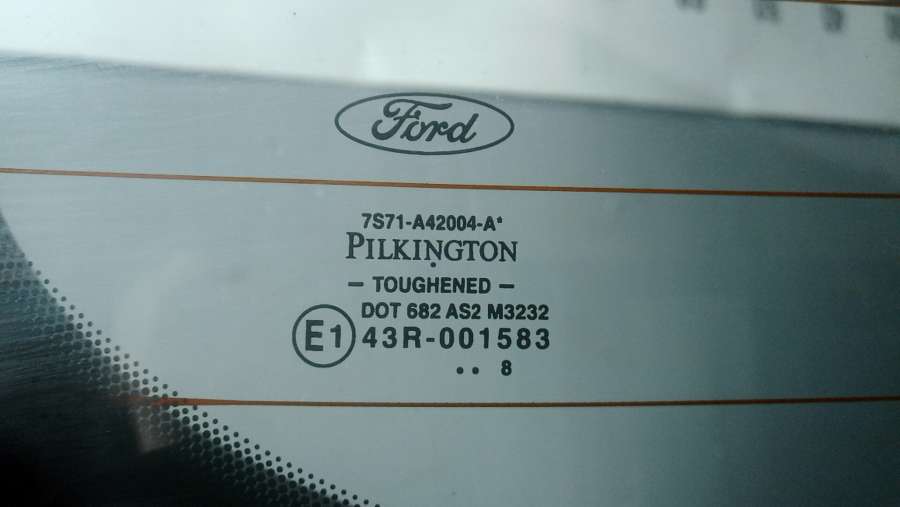 Ford
7S71-A42004-A*
PILKINGTON
– TOUGHENED –
DOT 682 AS2 M3232
E1 43R-001583
•• 8